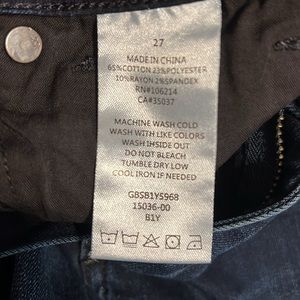 27
MADE IN CHINA
65%COTTON 23%POLYESTER
10%RAYON 2%SPANDEX
RN#106214
CA#35037
MACHINE WASH COLD
WASH WITH LIKE COLORS
WASH INSIDE OUT
DO NOT BLEACH
TUMBLE DRY LOW
COOL IRON IF NEEDED
GBSB1Y5968
15036-00
B1Y